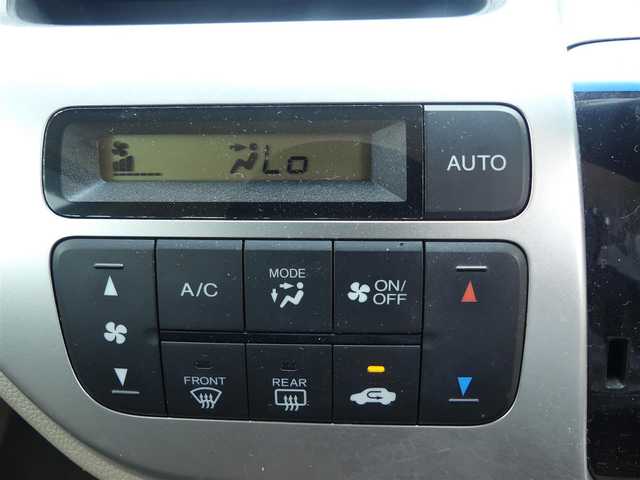 Lo
AUTO
A/C
MODE
ON/
OFF
FRONT
REAR